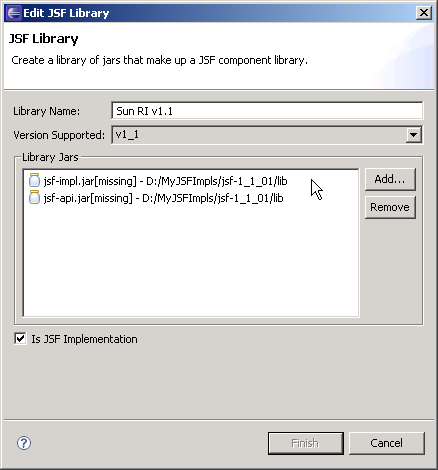 Edit JSF Library
JSF Library
Create a library of jars that make up a JSF component library.
Library Name: Sun RI v1.1
Version Supported: v1_1
Library Jars
jsf-impl.jar[missing] - D:/MyJSFImpls/jsf-1_1_01/lib
jsf-api.jar[missing] - D:/MyJSFImpls/jsf-1_1_01/lib
Add...
Remove
Is JSF Implementation
? Finish Cancel